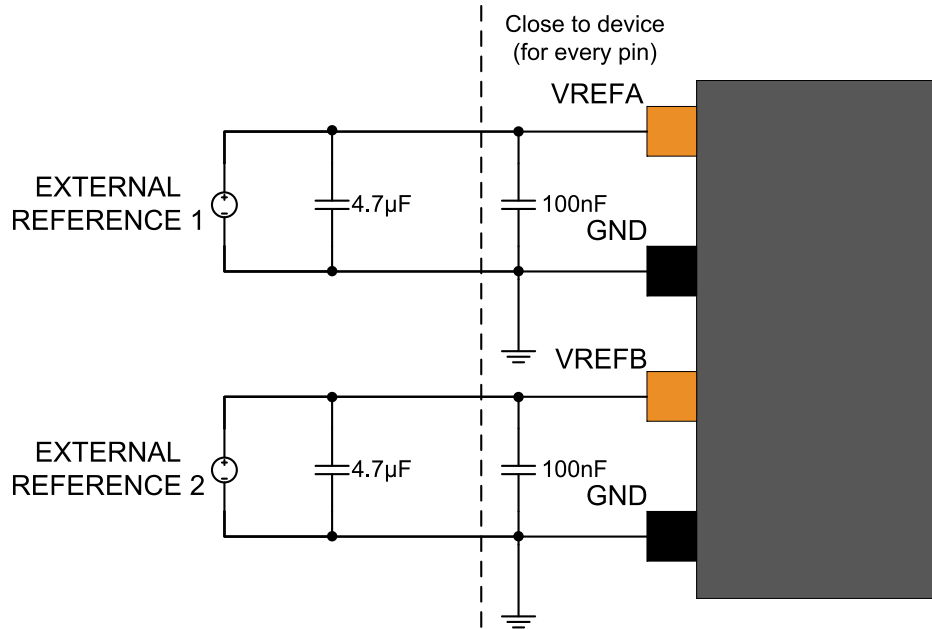 Close to device
(for every pin)
VREFA
EXTERNAL
REFERENCE 1
4.7µF
100nF
GND
VREFB
EXTERNAL
REFERENCE 2
4.7µF
100nF
GND